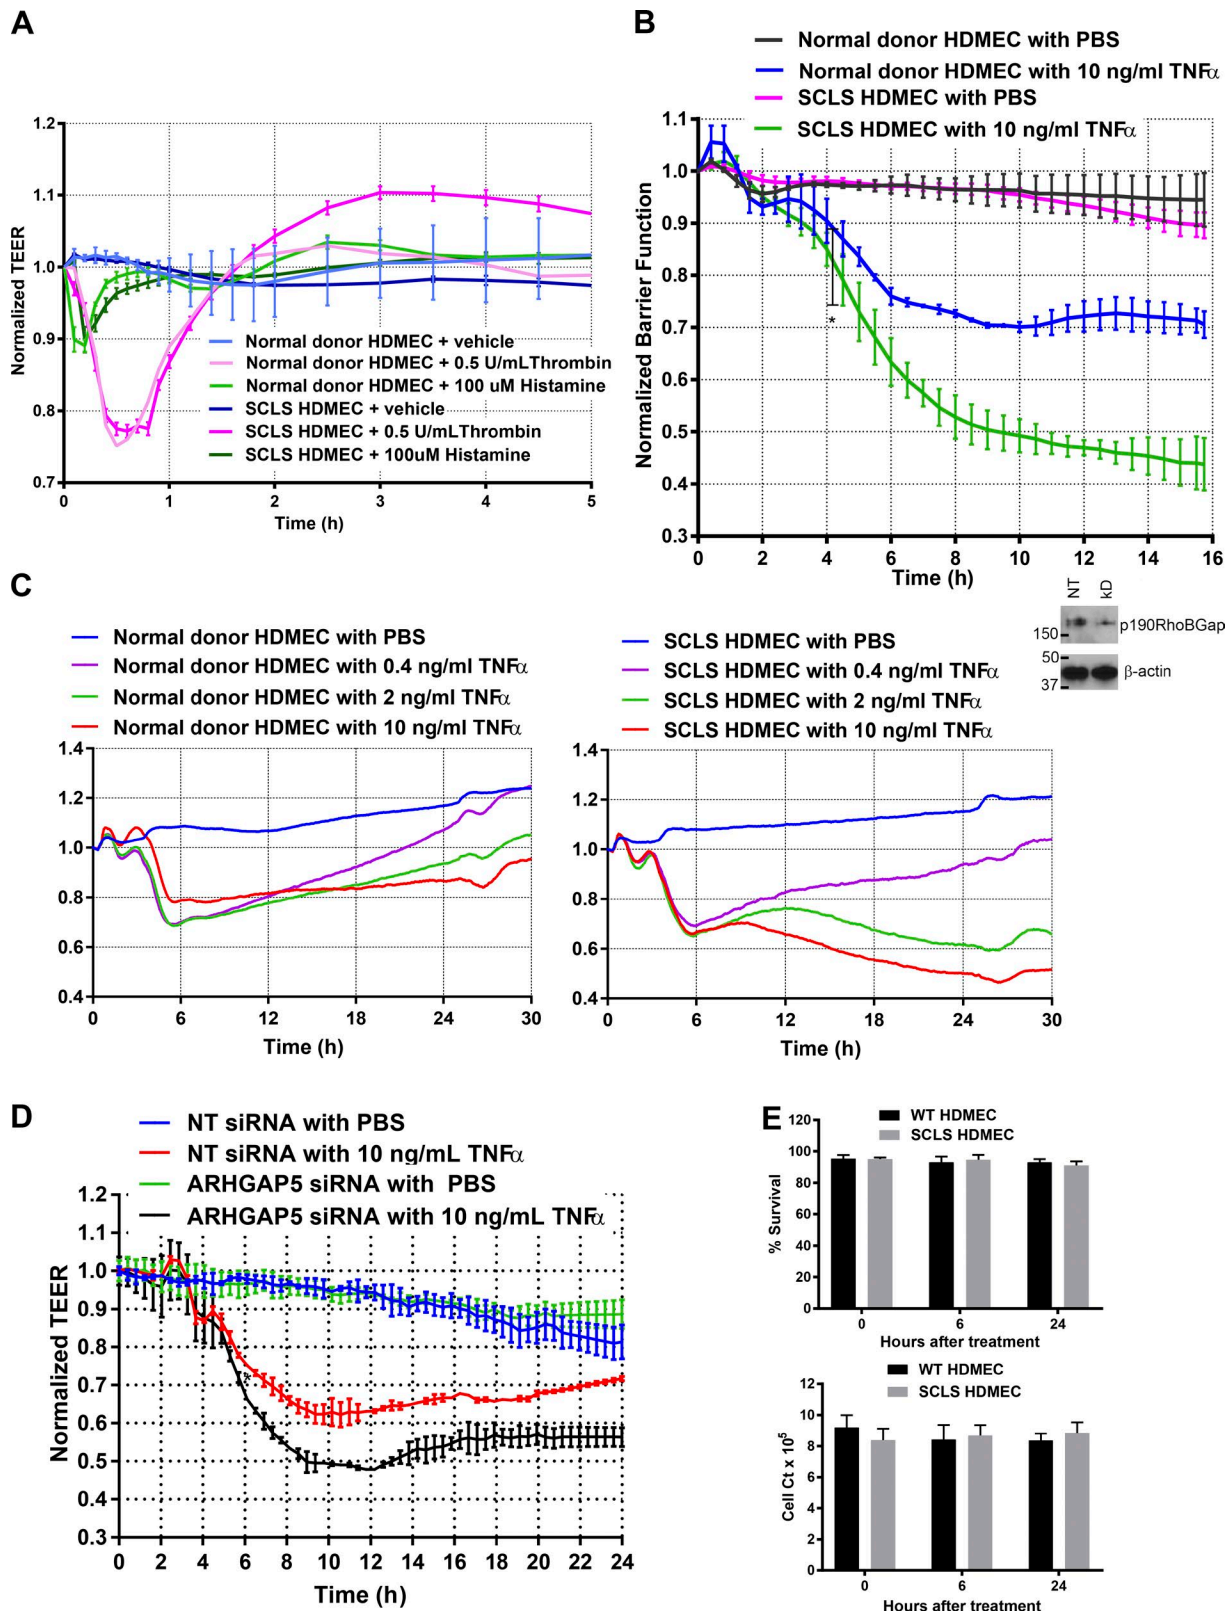 A
1.2
1.1
1.0
0.9
0.8
0.7
Normalized TEER
Normal donor HDMEC + vehicle
Normal donor HDMEC + 0.5 U/mLThrombin
Normal donor HDMEC + 100 uM Histamine
SCLS HDMEC + vehicle
SCLS HDMEC + 0.5 U/mLThrombin
SCLS HDMEC + 100uM Histamine
0 1 2 3 4 5
Time (h)
B
Normal donor HDMEC with PBS
Normal donor HDMEC with 10 ng/ml TNFα
SCLS HDMEC with PBS
SCLS HDMEC with 10 ng/ml TNFα
1.1
1.0
0.9
0.8
0.7
0.6
0.5
0.4
0.3
Normalized Barrier Function
*
0 2 4 6 8 10 12 14 16
Time (h)
C
Normal donor HDMEC with PBS
Normal donor HDMEC with 0.4 ng/ml TNFα
Normal donor HDMEC with 2 ng/ml TNFα
Normal donor HDMEC with 10 ng/ml TNFα
1.4
1.2
1.0
0.8
0.6
0.4
0 6 12 18 24 30
Time (h)
SCLS HDMEC with PBS
SCLS HDMEC with 0.4 ng/ml TNFα
SCLS HDMEC with 2 ng/ml TNFα
SCLS HDMEC with 10 ng/ml TNFα
1.4
1.2
1.0
0.8
0.6
0.4
0 6 12 18 24 30
Time (h)
NT kD
150 p190RhoBGap
50
37 β-actin
D
NT siRNA with PBS
NT siRNA with 10 ng/mL TNFα
ARHGAP5 siRNA with PBS
ARHGAP5 siRNA with 10 ng/mL TNFα
1.2
1.1
1.0
0.9
0.8
0.7
0.6
0.5
0.4
0.3
Normalized TEER
*
0 2 4 6 8 10 12 14 16 18 20 22 24
Time (h)
E
WT HDMEC
SCLS HDMEC
120
100
80
60
40
20
0
% Survival
0 6 24
Hours after treatment
WT HDMEC
SCLS HDMEC
12
10
8
6
4
2
0
Cell Ct x 10⁵
0 6 24
Hours after treatment